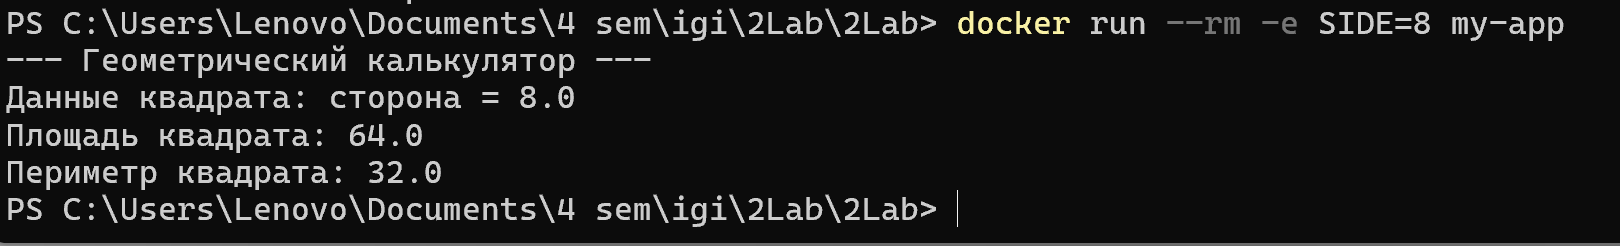 PS C:\Users\Lenovo\Documents\4 sem\igi\2Lab\2Lab> docker run --rm -e SIDE=8 my-app
--- Геометрический калькулятор ---
Данные квадрата: сторона = 8.0
Площадь квадрата: 64.0
Периметр квадрата: 32.0
PS C:\Users\Lenovo\Documents\4 sem\igi\2Lab\2Lab>